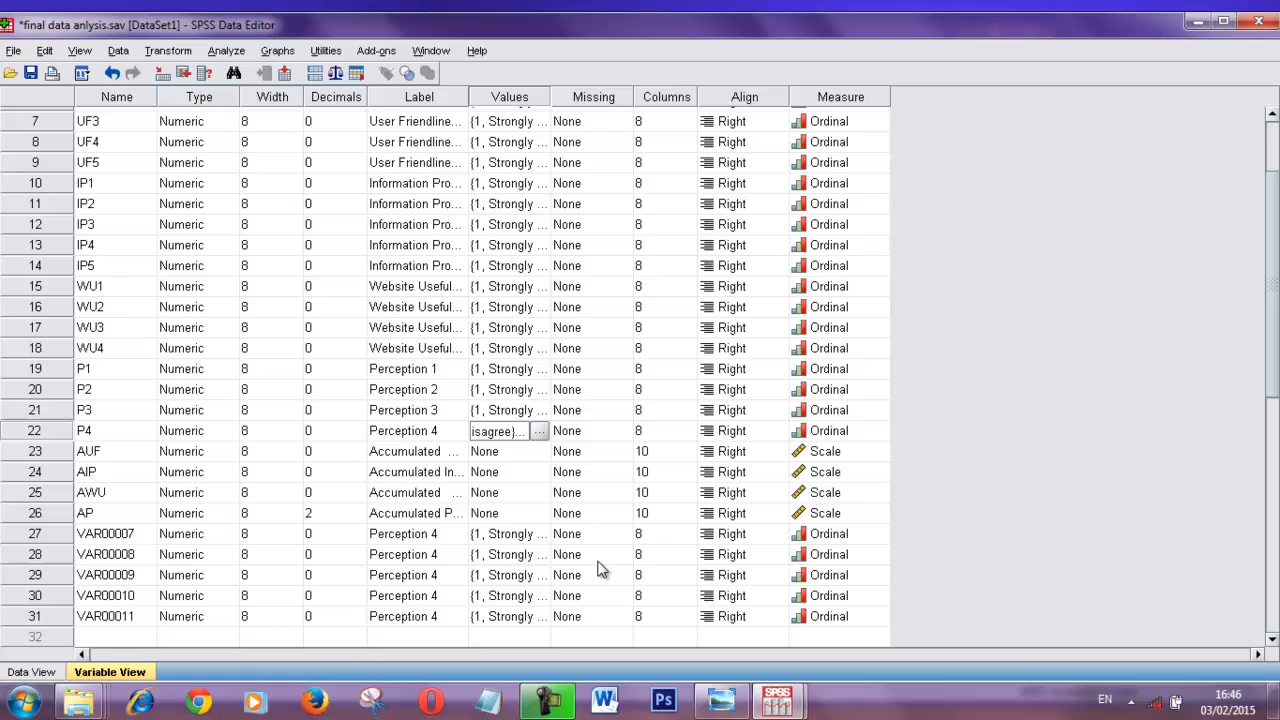 *final data anlysis.sav [DataSet1] - SPSS Data Editor
File Edit View Data Transform Analyze Graphs Utilities Add-ons Window Help
Name Type Width Decimals Label Values Missing Columns Align Measure
7 UF3 Numeric 8 0 User Friendline... {1, Strongly ... None 8 Right Ordinal
8 UF4 Numeric 8 0 User Friendline... {1, Strongly ... None 8 Right Ordinal
9 UF5 Numeric 8 0 User Friendline... {1, Strongly ... None 8 Right Ordinal
10 IP1 Numeric 8 0 Information Pro... {1, Strongly ... None 8 Right Ordinal
11 IP2 Numeric 8 0 Information Pro... {1, Strongly ... None 8 Right Ordinal
12 IP3 Numeric 8 0 Information Pro... {1, Strongly ... None 8 Right Ordinal
13 IP4 Numeric 8 0 Information Pro... {1, Strongly ... None 8 Right Ordinal
14 IP5 Numeric 8 0 Information Pro... {1, Strongly ... None 8 Right Ordinal
15 WU1 Numeric 8 0 Website Useful... {1, Strongly ... None 8 Right Ordinal
16 WU2 Numeric 8 0 Website Useful... {1, Strongly ... None 8 Right Ordinal
17 WU3 Numeric 8 0 Website Useful... {1, Strongly ... None 8 Right Ordinal
18 WU4 Numeric 8 0 Website Useful... {1, Strongly ... None 8 Right Ordinal
19 P1 Numeric 8 0 Perception 1 {1, Strongly ... None 8 Right Ordinal
20 P2 Numeric 8 0 Perception 2 {1, Strongly ... None 8 Right Ordinal
21 P3 Numeric 8 0 Perception 3 {1, Strongly ... None 8 Right Ordinal
22 P4 Numeric 8 0 Perception 4 isagree}... ... None 8 Right Ordinal
23 AUF Numeric 8 0 Accumulated ... None None 10 Right Scale
24 AIP Numeric 8 0 Accumulated In... None None 10 Right Scale
25 AWU Numeric 8 0 Accumulated ... None None 10 Right Scale
26 AP Numeric 8 2 Accumulated P... None None 10 Right Scale
27 VAR00007 Numeric 8 0 Perception 4 {1, Strongly ... None 8 Right Ordinal
28 VAR00008 Numeric 8 0 Perception 4 {1, Strongly ... None 8 Right Ordinal
29 VAR00009 Numeric 8 0 Perception 4 {1, Strongly ... None 8 Right Ordinal
30 VAR00010 Numeric 8 0 Perception 4 {1, Strongly ... None 8 Right Ordinal
31 VAR00011 Numeric 8 0 Perception 4 {1, Strongly ... None 8 Right Ordinal
32
Data View Variable View
W Ps SPSS EN 16:46
03/02/2015